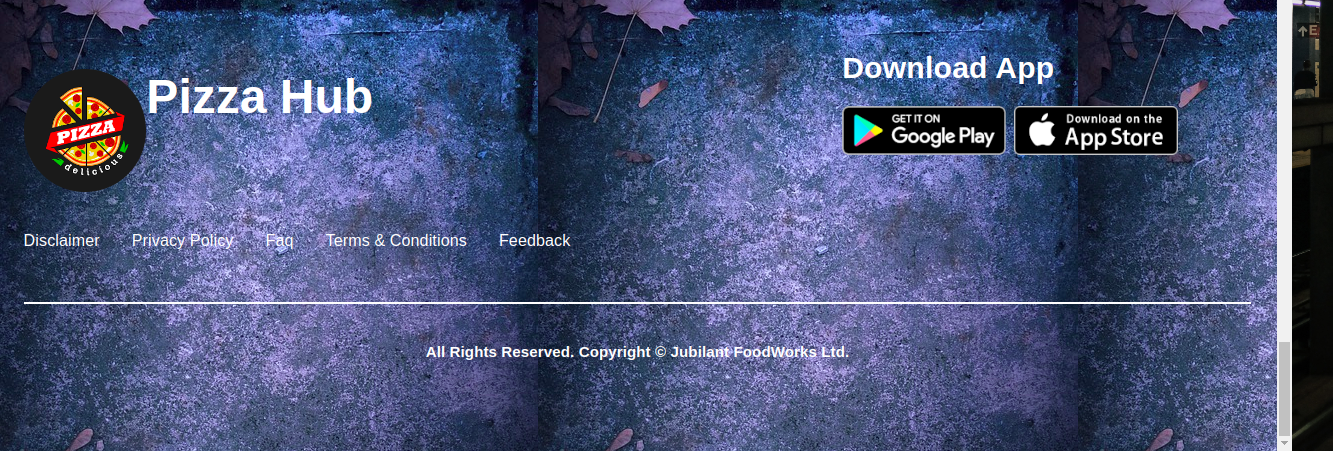 Pizza Hub
PIZZA
delicious
Download App
GET IT ON
Google Play
Download on the
App Store
Disclaimer Privacy Policy Faq Terms & Conditions Feedback
All Rights Reserved. Copyright © Jubilant FoodWorks Ltd.